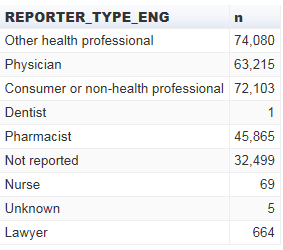 REPORTER_TYPE_ENG n
Other health professional 74,080
Physician 63,215
Consumer or non-health professional 72,103
Dentist 1
Pharmacist 45,865
Not reported 32,499
Nurse 69
Unknown 5
Lawyer 664